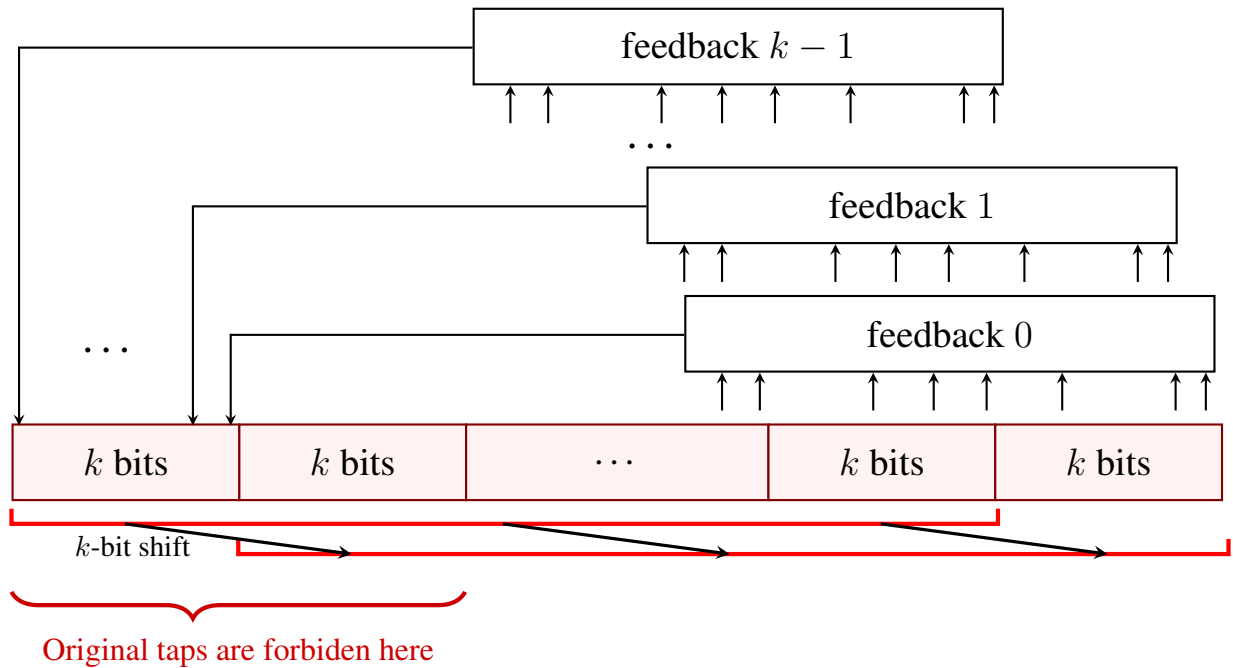 feedback k − 1
· · ·
feedback 1
feedback 0
· · ·
k bits k bits · · · k bits k bits
k-bit shift
Original taps are forbiden here